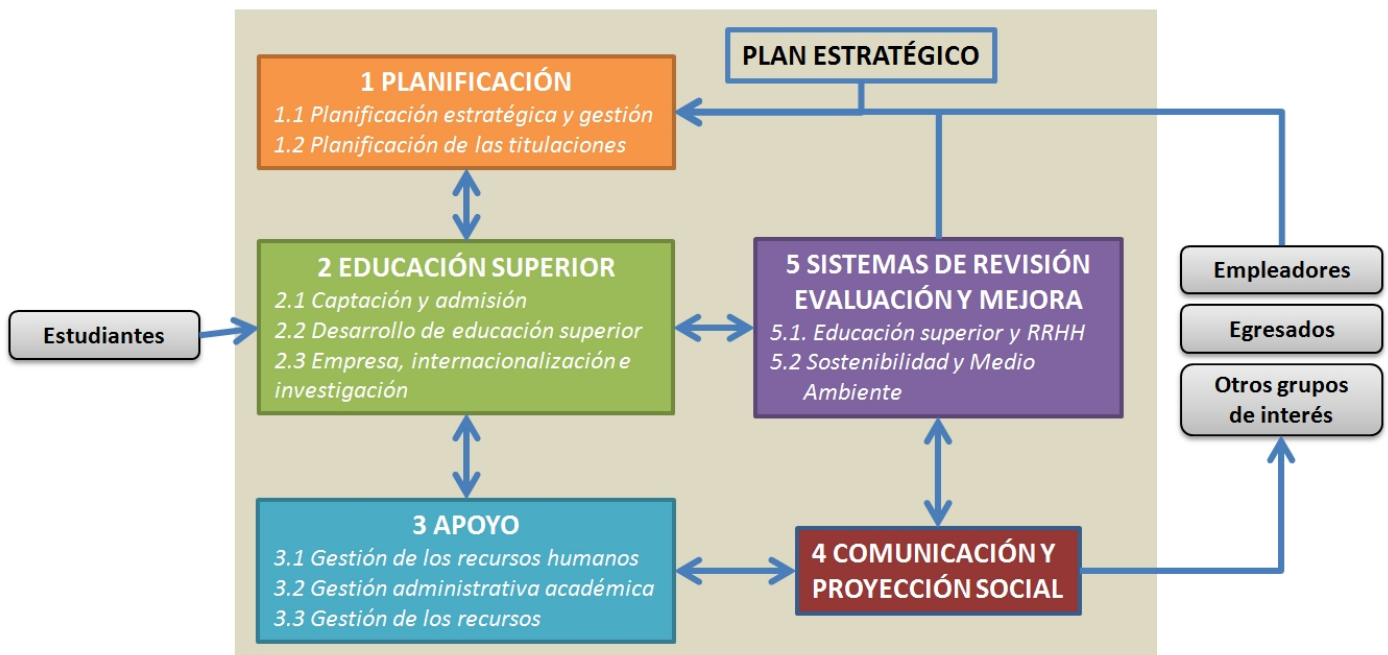 PLAN ESTRATÉGICO
1 PLANIFICACIÓN
1.1 Planificación estratégica y gestión
1.2 Planificación de las titulaciones
2 EDUCACIÓN SUPERIOR
2.1 Captación y admisión
2.2 Desarrollo de educación superior
2.3 Empresa, internacionalización e
investigación
5 SISTEMAS DE REVISIÓN
EVALUACIÓN Y MEJORA
5.1. Educación superior y RRHH
5.2 Sostenibilidad y Medio
Ambiente
Estudiantes
Empleadores
Egresados
Otros grupos
de interés
3 APOYO
3.1 Gestión de los recursos humanos
3.2 Gestión administrativa académica
3.3 Gestión de los recursos
4 COMUNICACIÓN Y
PROYECCIÓN SOCIAL